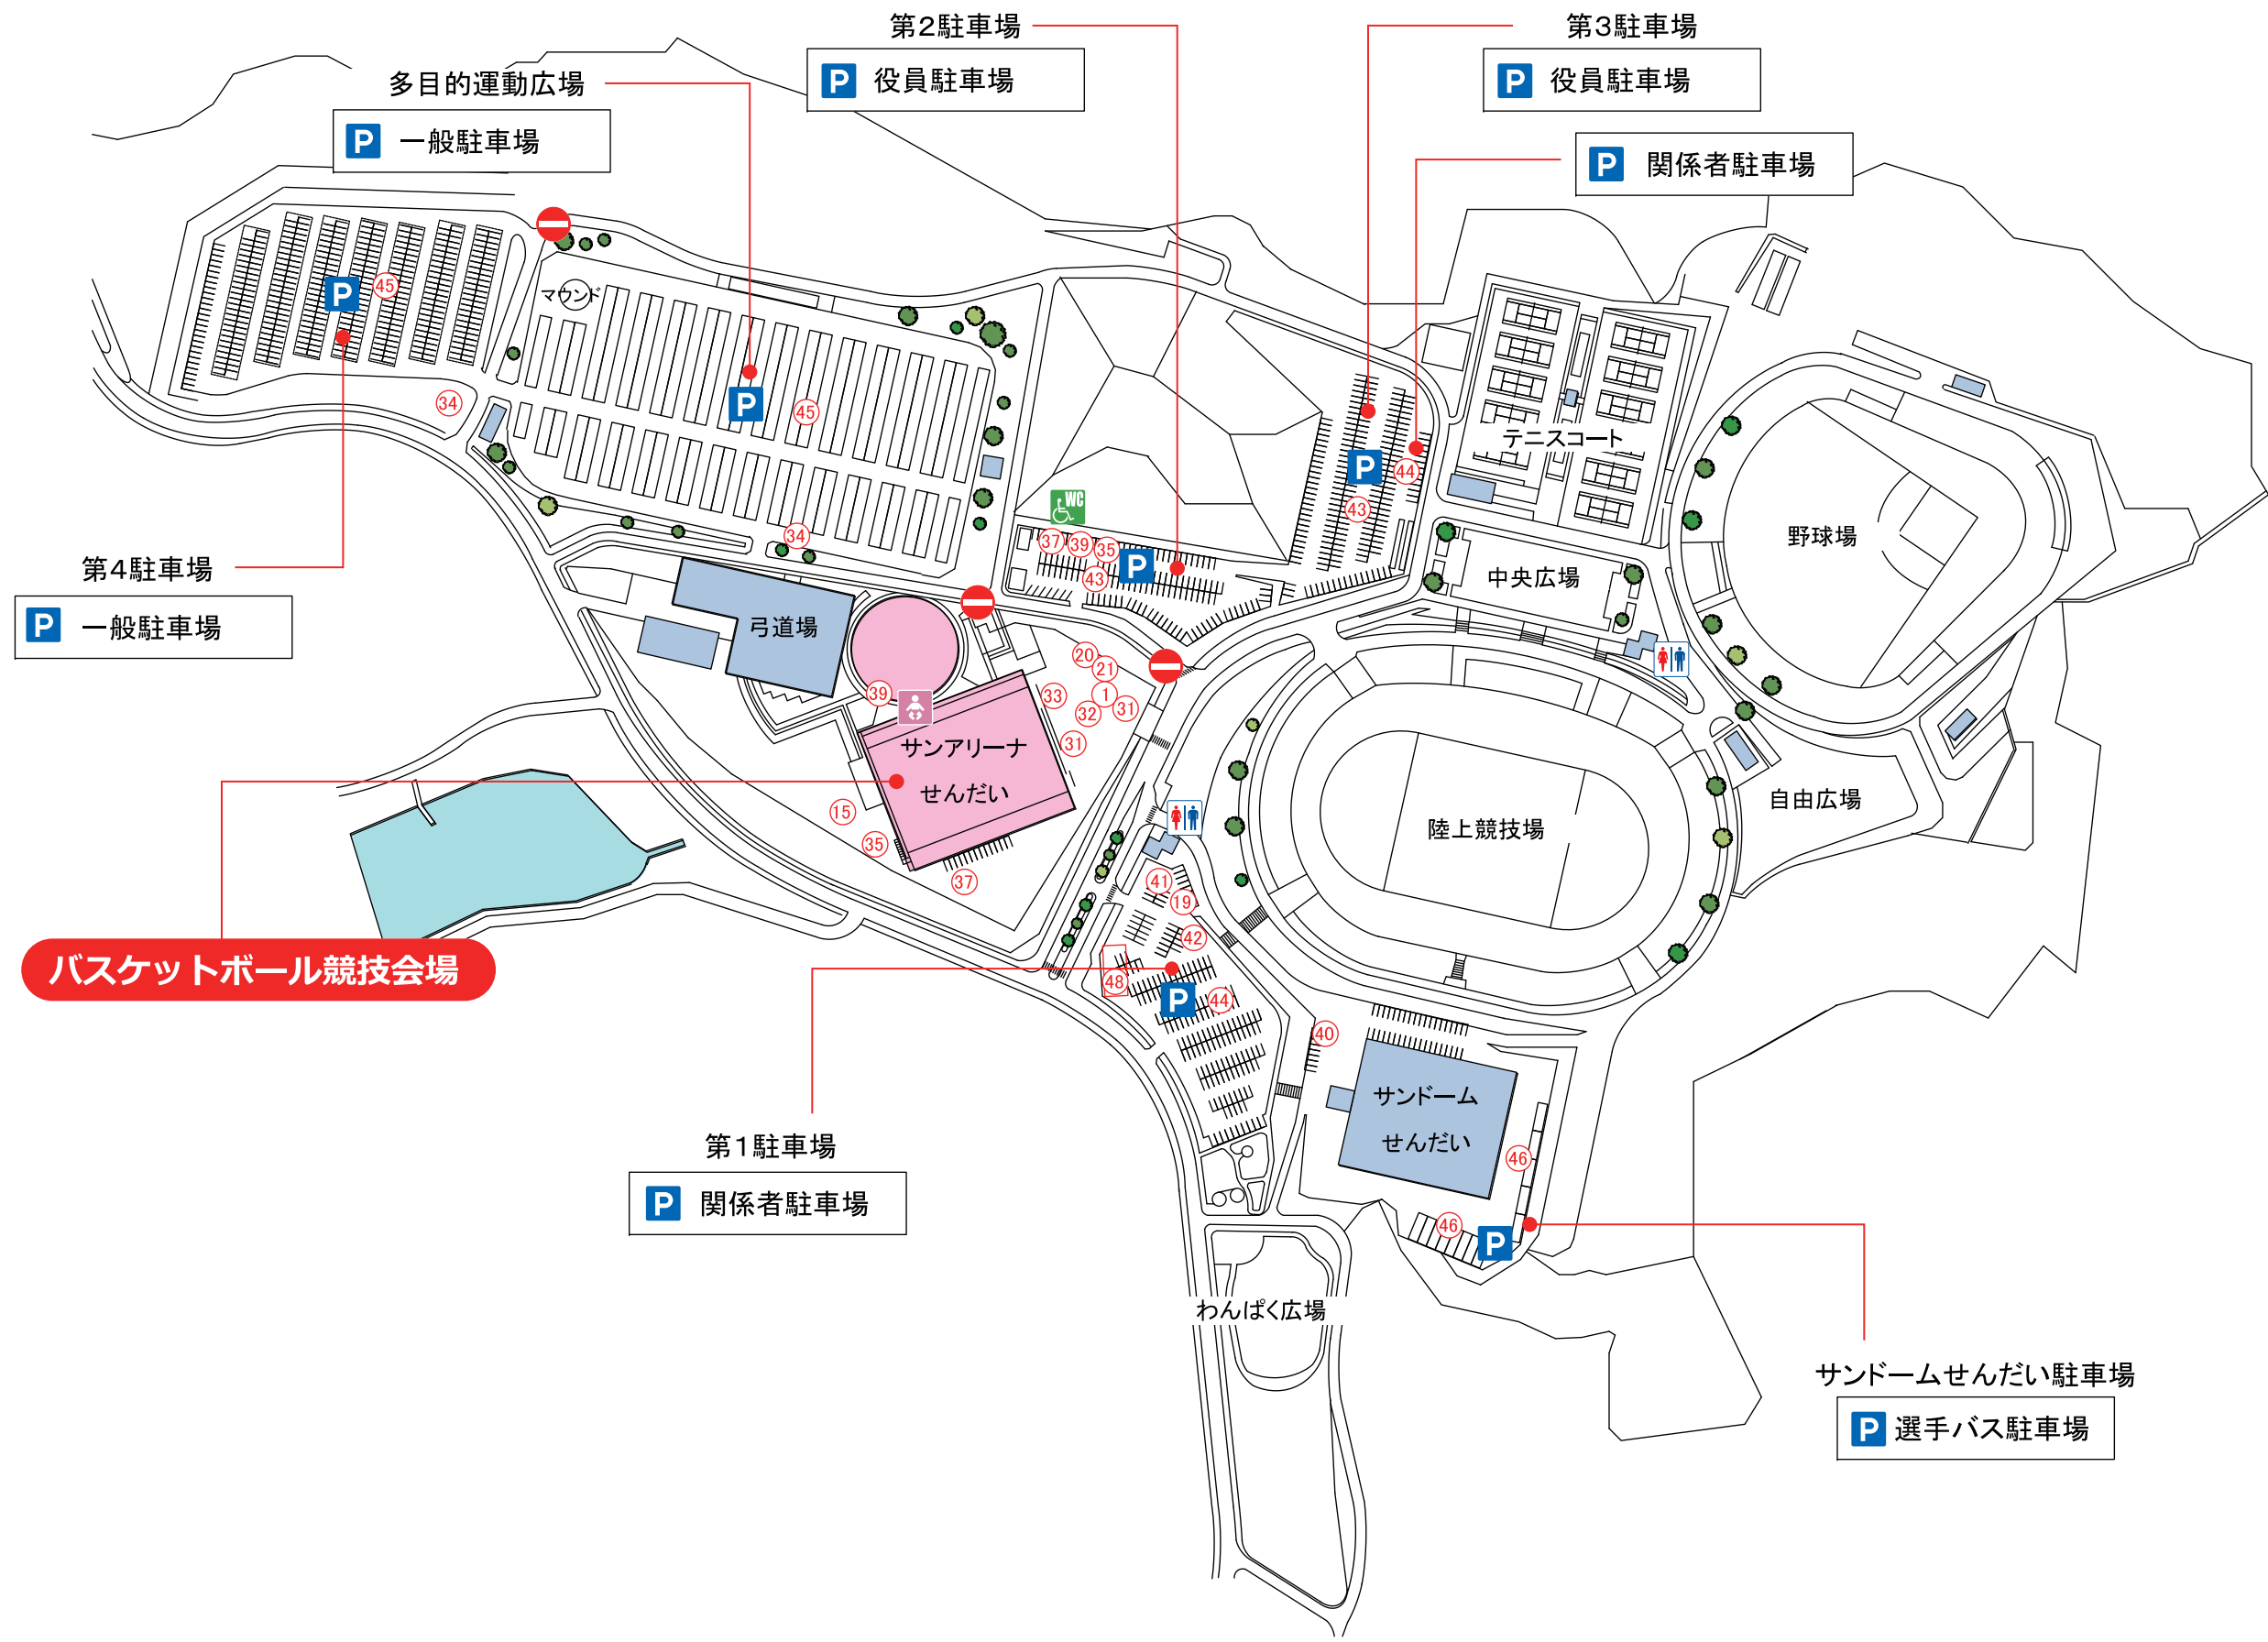 第2駐車場
P 役員駐車場
第3駐車場
P 役員駐車場
多目的運動広場
P 一般駐車場
P 関係者駐車場
マウンド
P
45
34
P
45
34
テニスコート
P
44
43
WC
37
39
35
P
43
野球場
中央広場
第4駐車場
P 一般駐車場
弓道場
20
21
1
33
32
31
31
39
サンアリーナ
せんだい
15
35
37
自由広場
陸上競技場
バスケットボール競技会場
41
19
42
48
P
44
40
サンドーム
せんだい
46
46
P
第1駐車場
P 関係者駐車場
わんぱく広場
サンドームせんだい駐車場
P 選手バス駐車場